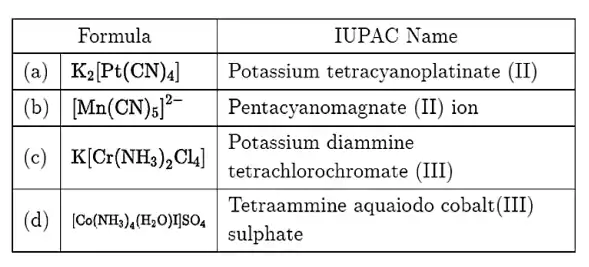 Formula IUPAC Name
(a) K₂[Pt(CN)₄] Potassium tetracyanoplatinate (II)
(b) [Mn(CN)₅]²⁻ Pentacyanomagnate (II) ion
(c) K[Cr(NH₃)₂Cl₄] Potassium diammine
tetrachlorochromate (III)
(d) [Co(NH₃)₄(H₂O)I]SO₄ Tetraammine aquaiodo cobalt(III)
sulphate